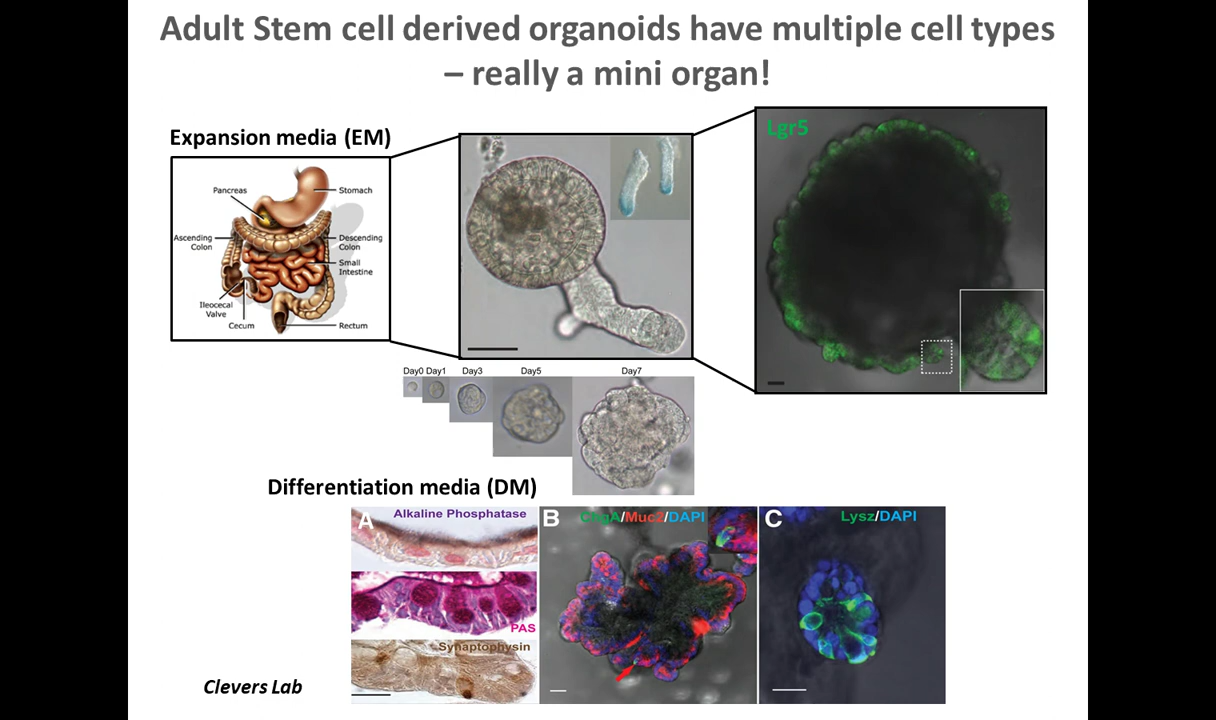 Adult Stem cell derived organoids have multiple cell types
– really a mini organ!
Expansion media (EM)
Pancreas
Stomach
Ascending
Colon
Descending
Colon
Small
Intestine
Ileocecal
Valve
Cecum
Rectum
Lgr5
Day0 Day1 Day3 Day5 Day7
Differentiation media (DM)
A
Alkaline Phosphatase
PAS
Synaptophysin
B
ChgA/Muc2/DAPI
C
Lysz/DAPI
Clevers Lab